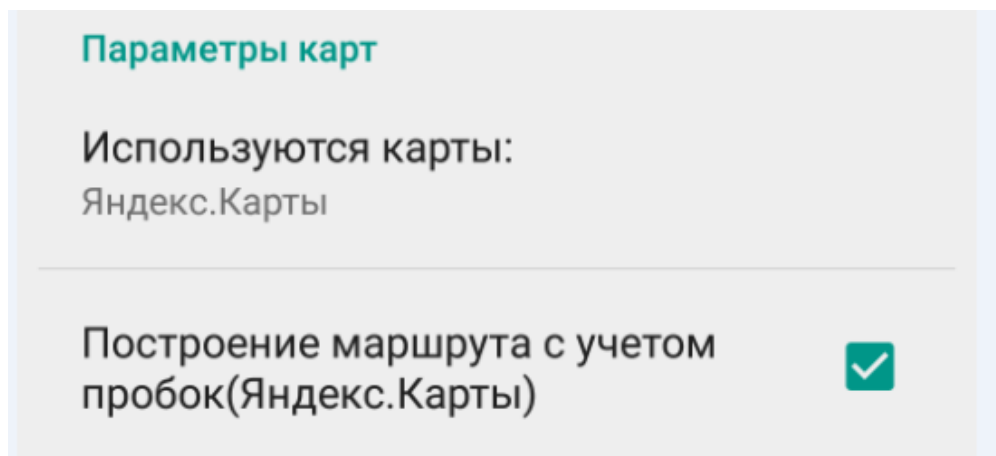 Параметры карт
Используются карты:
Яндекс.Карты
Построение маршрута с учетом
пробок(Яндекс.Карты)